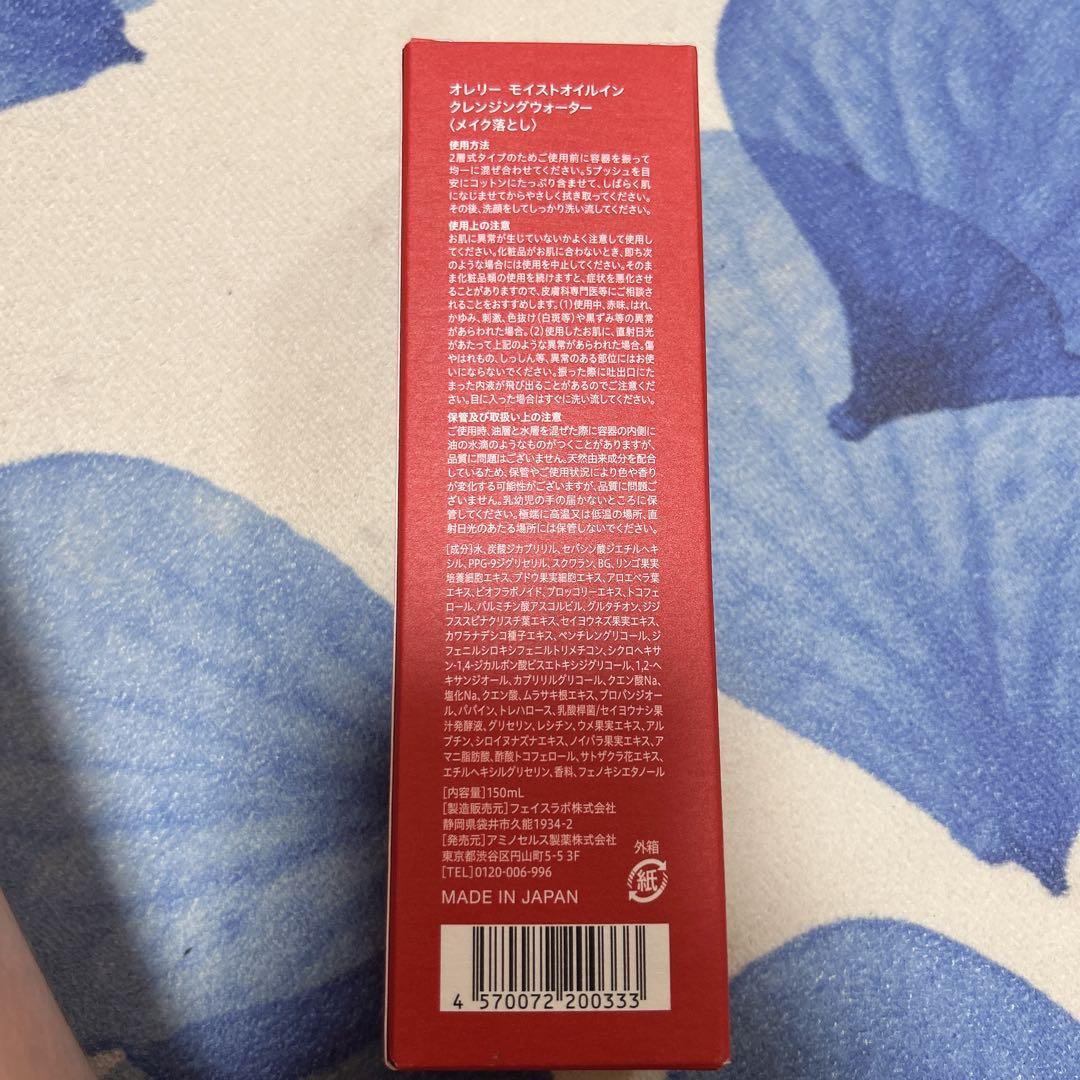 オレリー モイストオイルイン
クレンジングウォーター
〈メイク落とし〉
使用方法
2層式タイプのためご使用前に容器を振って
均一に混ぜ合わせてください。5プッシュを目
安にコットンにたっぷり含ませて、しばらく肌
になじませてからやさしく拭き取ってください。
その後、洗顔をしてしっかり洗い流してください。
使用上の注意
お肌に異常が生じていないかよく注意して使用し
てください。化粧品がお肌に合わないとき、即ち次
のような場合には使用を中止してください。そのま
ま化粧品類の使用を続けますと、症状を悪化させ
ることがありますので、皮膚科専門医等にご相談さ
れることをおすすめします。(1)使用中、赤味、はれ、
かゆみ、刺激、色抜け(白斑等)や黒ずみ等の異常
があらわれた場合。(2)使用したお肌に、直射日光
があたって上記のような異常があらわれた場合。傷
やはれもの、しっしん等、異常のある部位にはお使
いにならないでください。振った際に吐出口にた
まった内液が飛び出ることがあるのでご注意くだ
さい。目に入った場合はすぐに洗い流してください。
保管及び取扱い上の注意
ご使用時、油層と水層を混ぜた際に容器の内側に
油の水滴のようなものがつくことがありますが、
品質に問題はございません。天然由来成分を配合
しているため、保管やご使用状況により色や香り
が変化する可能性がございますが、品質に問題ご
ざいません。乳幼児の手の届かないところに保
管してください。極端に高温又は低温の場所、直
射日光のあたる場所には保管しないでください。
[成分]水、炭酸ジカプリリル、セバシン酸ジエチルヘキ
シル、PPG-9ジグリセリル、スクワラン、BG、リンゴ果実
培養細胞エキス、ブドウ果実細胞エキス、アロエベラ葉
エキス、ビオフラボノイド、ブロッコリーエキス、トコフェ
ロール、パルミチン酸アスコルビル、グルタチオン、ジジ
フススピナクリスチ葉エキス、セイヨウネズ果実エキス、
カワラナデシコ種子エキス、ペンチレングリコール、ジ
フェニルシロキシフェニルトリメチコン、シクロヘキサ
ン-1,4-ジカルボン酸ビスエトキシジグリコール、1,2-ヘ
キサンジオール、カプリリルグリコール、クエン酸Na、
塩化Na、クエン酸、ムラサキ根エキス、プロパンジオー
ル、パパイン、トレハロース、乳酸桿菌/セイヨウナシ果
汁発酵液、グリセリン、レシチン、ウメ果実エキス、アル
ブチン、シロイヌナズナエキス、ノイバラ果実エキス、ア
マニ脂肪酸、酢酸トコフェロール、サトザクラ花エキス、
エチルヘキシルグリセリン、香料、フェノキシエタノール
[内容量]150mL
[製造販売元]フェイスラボ株式会社
静岡県袋井市久能1934-2
[発売元]アミノセルス製薬株式会社
東京都渋谷区円山町5-5 3F
[TEL]0120-006-996
外箱
紙
MADE IN JAPAN
4 570072 200333